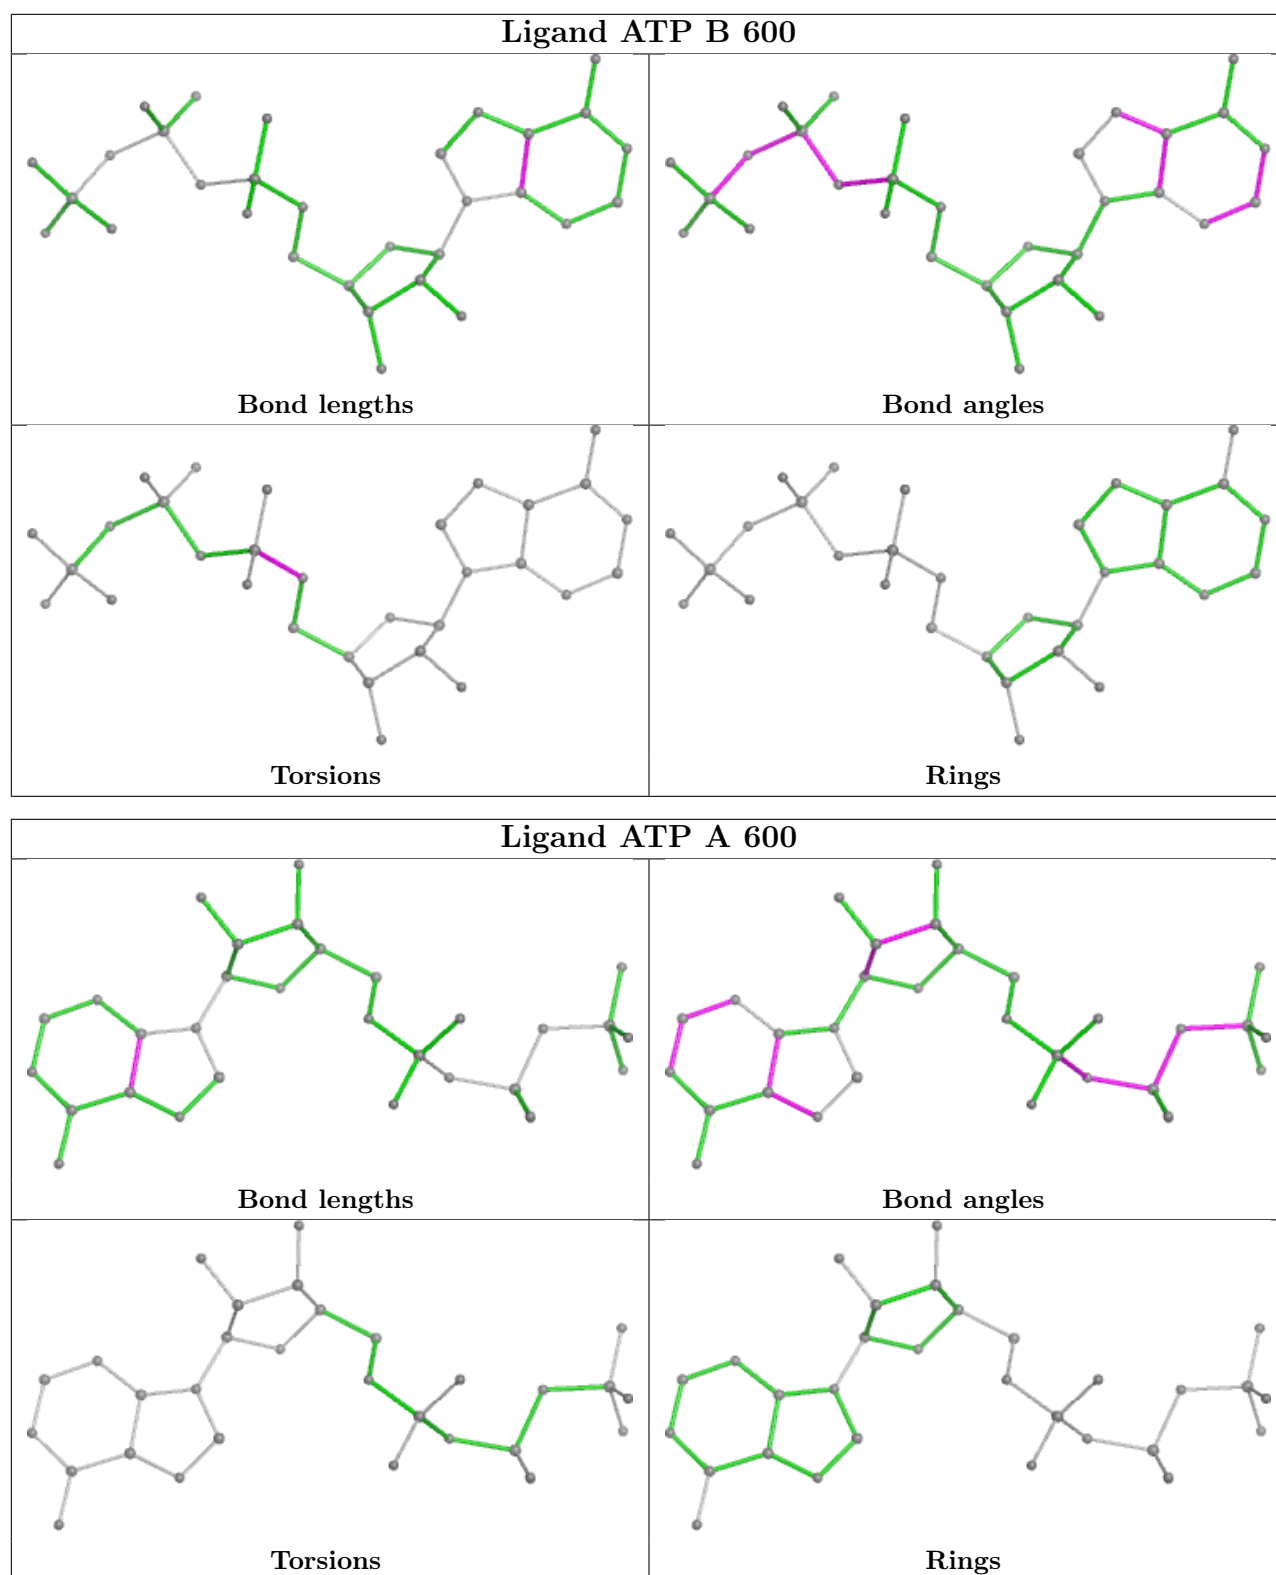 Ligand ATP B 600
Bond lengths
Bond angles
Torsions
Rings
Ligand ATP A 600
Bond lengths
Bond angles
Torsions
Rings